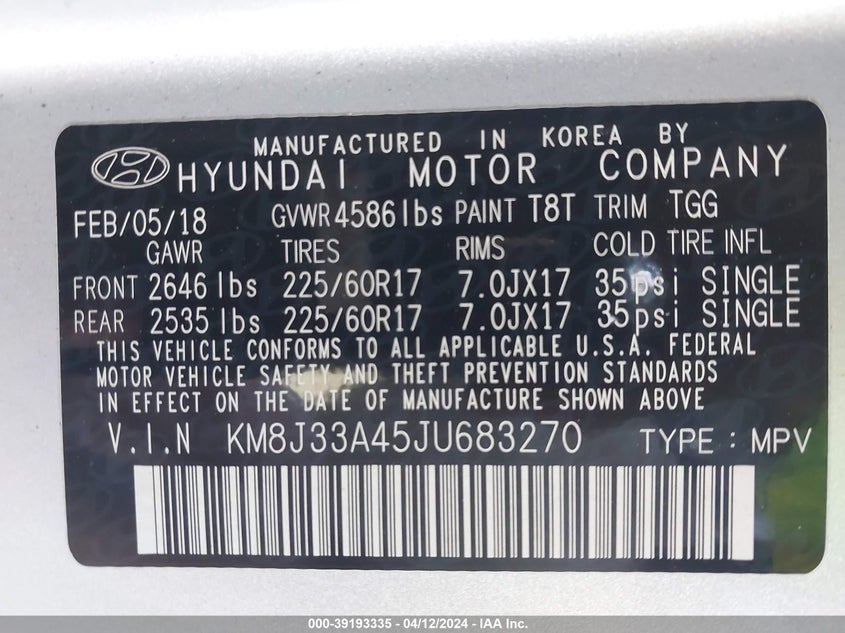 MANUFACTURED IN KOREA BY
HYUNDAI MOTOR COMPANY
FEB/05/18 GVWR 4586 lbs PAINT T8T TRIM TGG
GAWR TIRES RIMS COLD TIRE INFL
FRONT 2646 lbs 225/60R17 7.0JX17 35psi SINGLE
REAR 2535 lbs 225/60R17 7.0JX17 35psi SINGLE
THIS VEHICLE CONFORMS TO ALL APPLICABLE U.S.A. FEDERAL
MOTOR VEHICLE SAFETY AND THEFT PREVENTION STANDARDS
IN EFFECT ON THE DATE OF MANUFACTURE SHOWN ABOVE
V.I.N KM8J33A45JU683270 TYPE : MPV
000-39193335 - 04/12/2024 - IAA Inc.